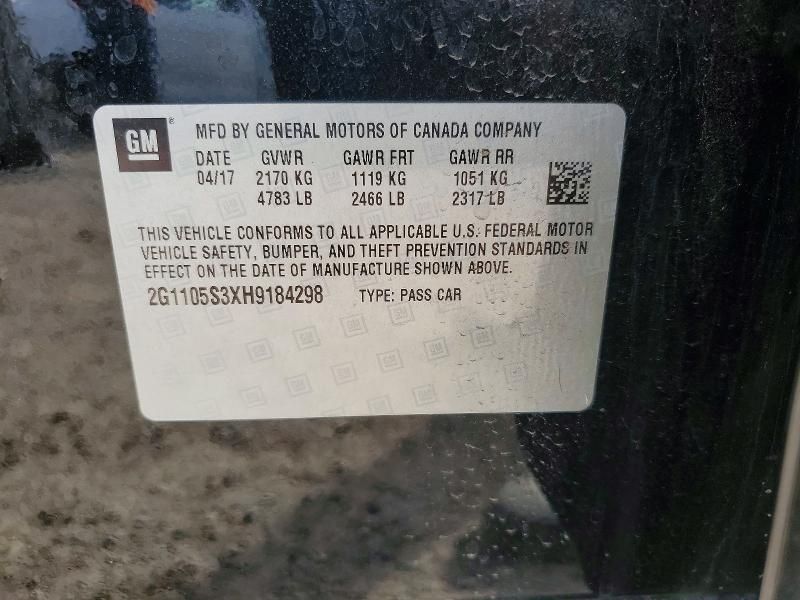 GM® MFD BY GENERAL MOTORS OF CANADA COMPANY
DATE GVWR GAWR FRT GAWR RR
04/17 2170 KG 1119 KG 1051 KG
4783 LB 2466 LB 2317 LB
THIS VEHICLE CONFORMS TO ALL APPLICABLE U.S. FEDERAL MOTOR
VEHICLE SAFETY, BUMPER, AND THEFT PREVENTION STANDARDS IN
EFFECT ON THE DATE OF MANUFACTURE SHOWN ABOVE.
2G1105S3XH9184298 TYPE: PASS CAR